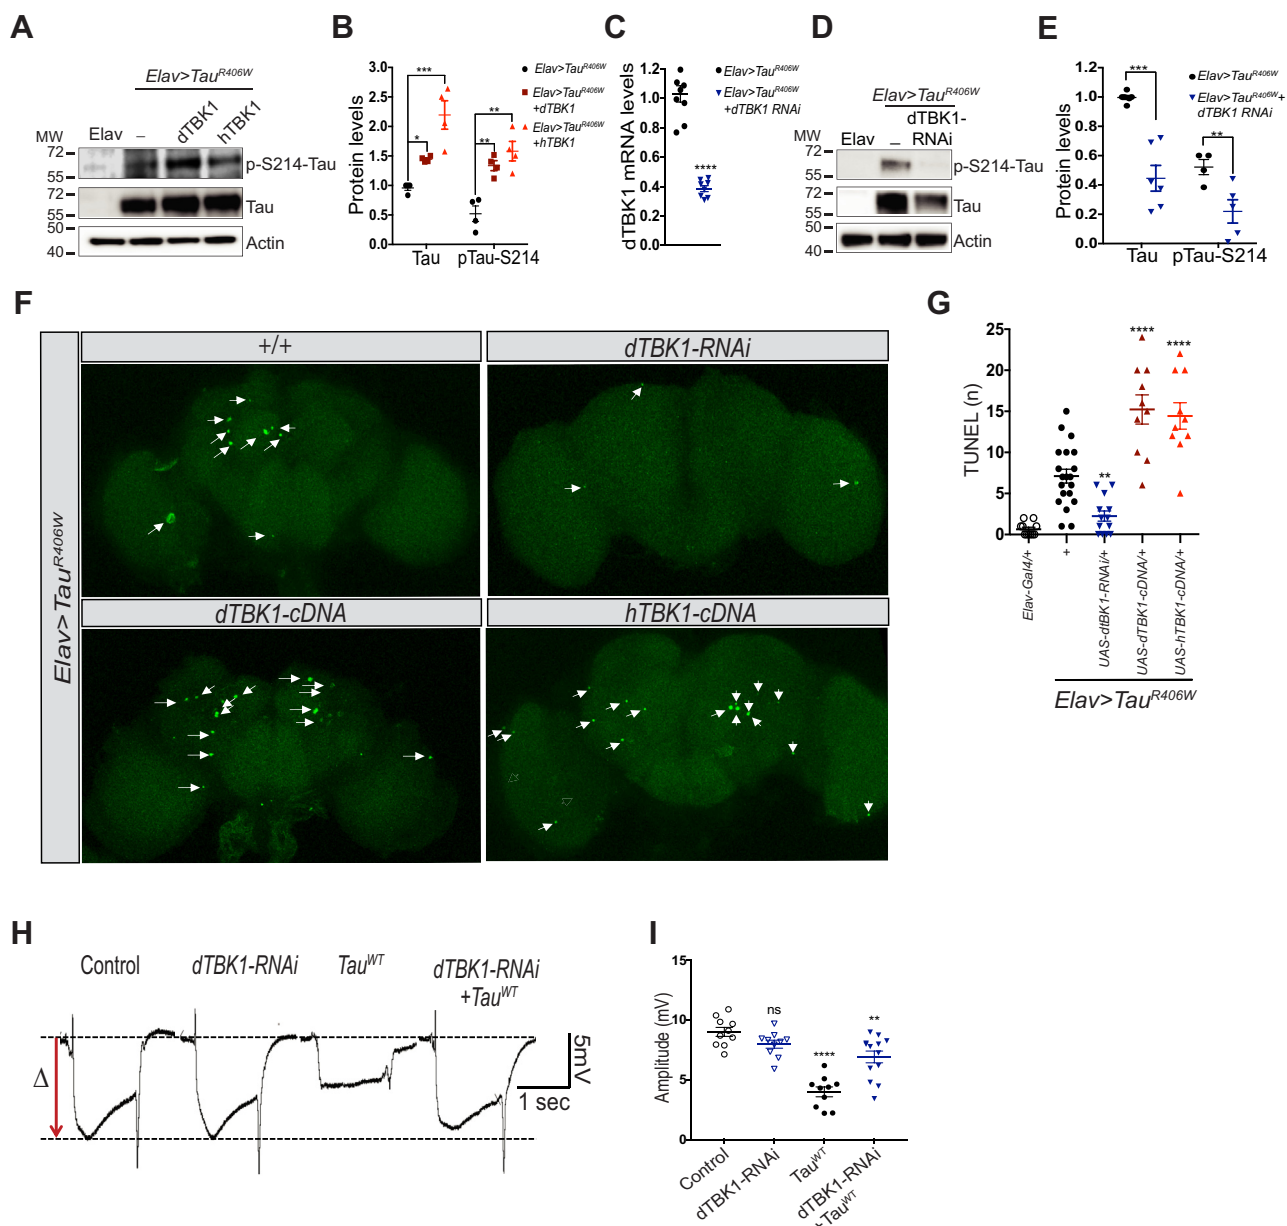 A
Elav>Tau^R406W
MW
Elav
–
dTBK1
hTBK1
72
55
p-S214-Tau
72
55
Tau
50
40
Actin
B
Protein levels
3.0
2.5
2.0
1.5
1.0
0.5
0.0
***
*
**
**
Tau
pTau-S214
Elav>Tau^R406W
Elav>Tau^R406W
+dTBK1
Elav>Tau^R406W
+hTBK1
C
dTBK1 mRNA levels
1.2
1.0
0.8
0.6
0.4
0.2
0.0
****
Elav>Tau^R406W
Elav>Tau^R406W
+dTBK1 RNAi
D
Elav>Tau^R406W
dTBK1-
MW
Elav
–
RNAi
72
55
p-S214-Tau
72
55
Tau
50
40
Actin
E
Protein levels
1.2
1.0
0.8
0.6
0.4
0.2
0.0
***
**
Tau
pTau-S214
Elav>Tau^R406W
Elav>Tau^R406W+
dTBK1 RNAi
F
Elav>Tau^R406W
+/+
dTBK1-RNAi
dTBK1-cDNA
hTBK1-cDNA
G
TUNEL (n)
25
20
15
10
5
0
**
****
****
Elav-Gal4/+
+
UAS-dtBK1-RNAi/+
UAS-dTBK1-cDNA/+
UAS-hTBK1-cDNA/+
Elav>Tau^R406W
H
Control
dTBK1-RNAi
Tau^WT
dTBK1-RNAi
+Tau^WT
Δ
5mV
1 sec
I
Amplitude (mV)
15
10
5
0
ns
****
**
Control
dTBK1-RNAi
Tau^WT
dTBK1-RNAi
+Tau^WT